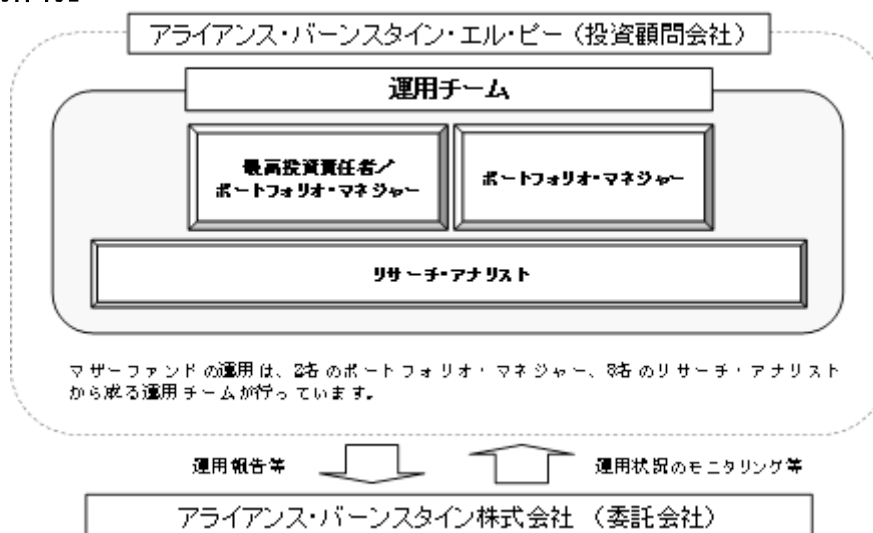 アライアンス・バーンスタイン・エル・ピー（投資顧問会社）
運用チーム
最高投資責任者／
ポートフォリオ・マネジャー
ポートフォリオ・マネジャー
リサーチ・アナリスト
マザーファンドの運用は、2名のポートフォリオ・マネジャー、 のリサーチ・アナリスト
から成る運用チームが行っています。
運用報告等
運用状況のモニタリング等
アライアンス・バーンスタイン株式会社 （委託会社）